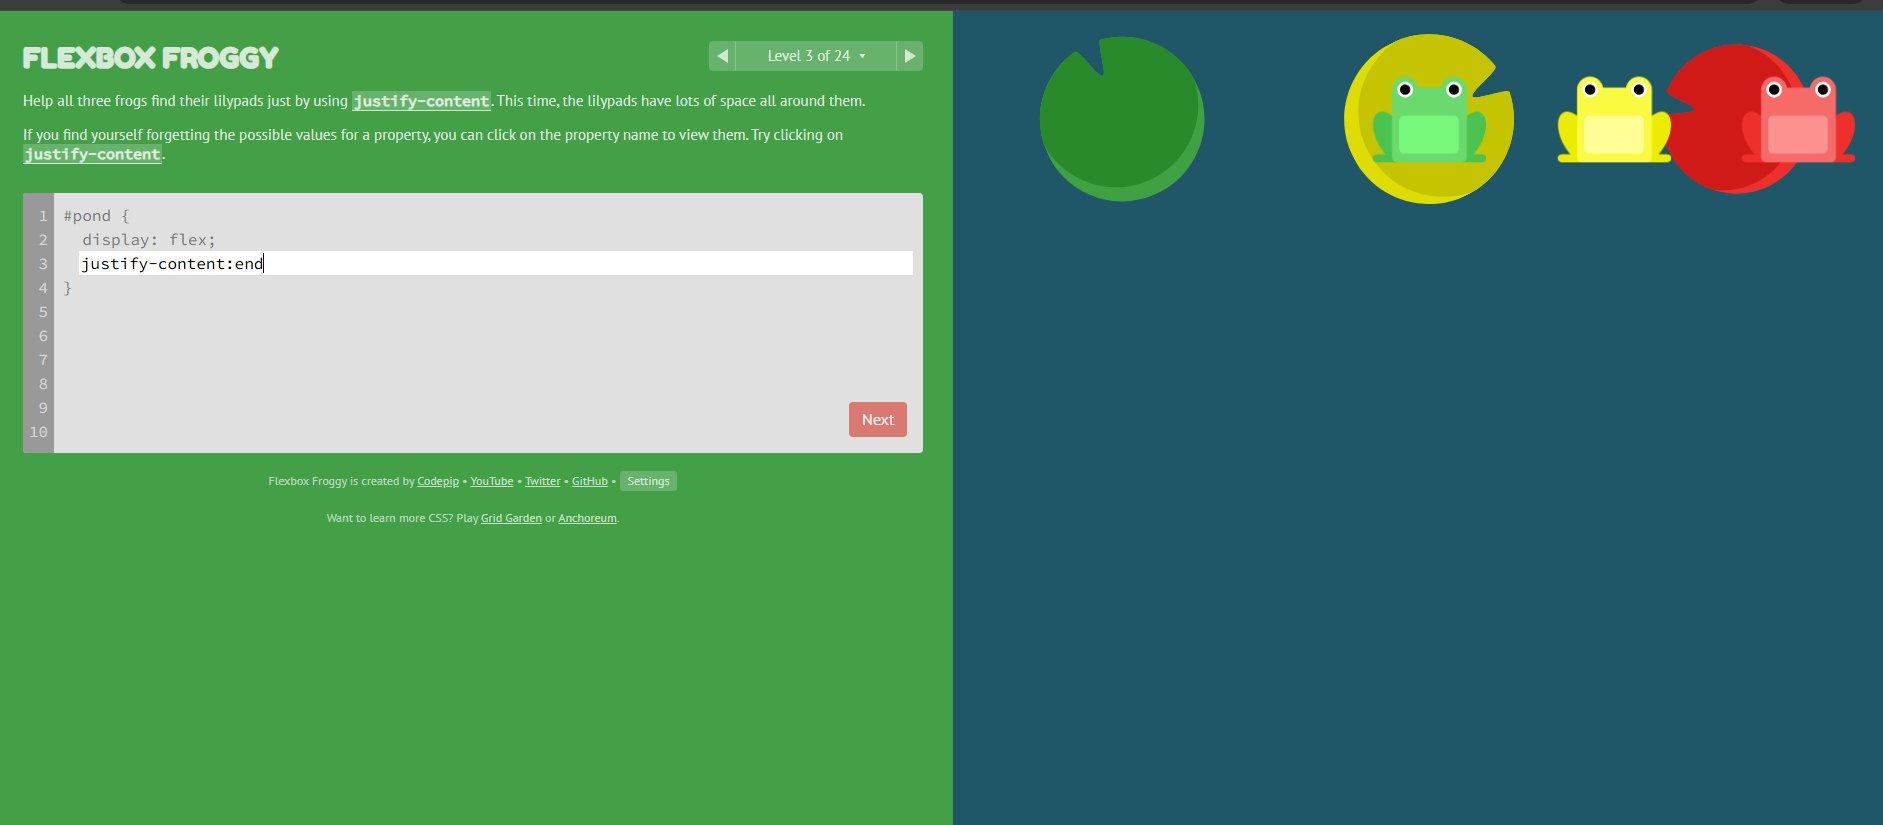 FLEXBOX FROGGY
Level 3 of 24
Help all three frogs find their lilypads just by using justify-content. This time, the lilypads have lots of space all around them.
If you find yourself forgetting the possible values for a property, you can click on the property name to view them. Try clicking on
justify-content.
1 #pond {
2 display: flex;
3 justify-content:end
4 }
5
6
7
8
9
10
Next
Flexbox Froggy is created by Codepip • YouTube • Twitter • GitHub • Settings
Want to learn more CSS? Play Grid Garden or Anchoreum.